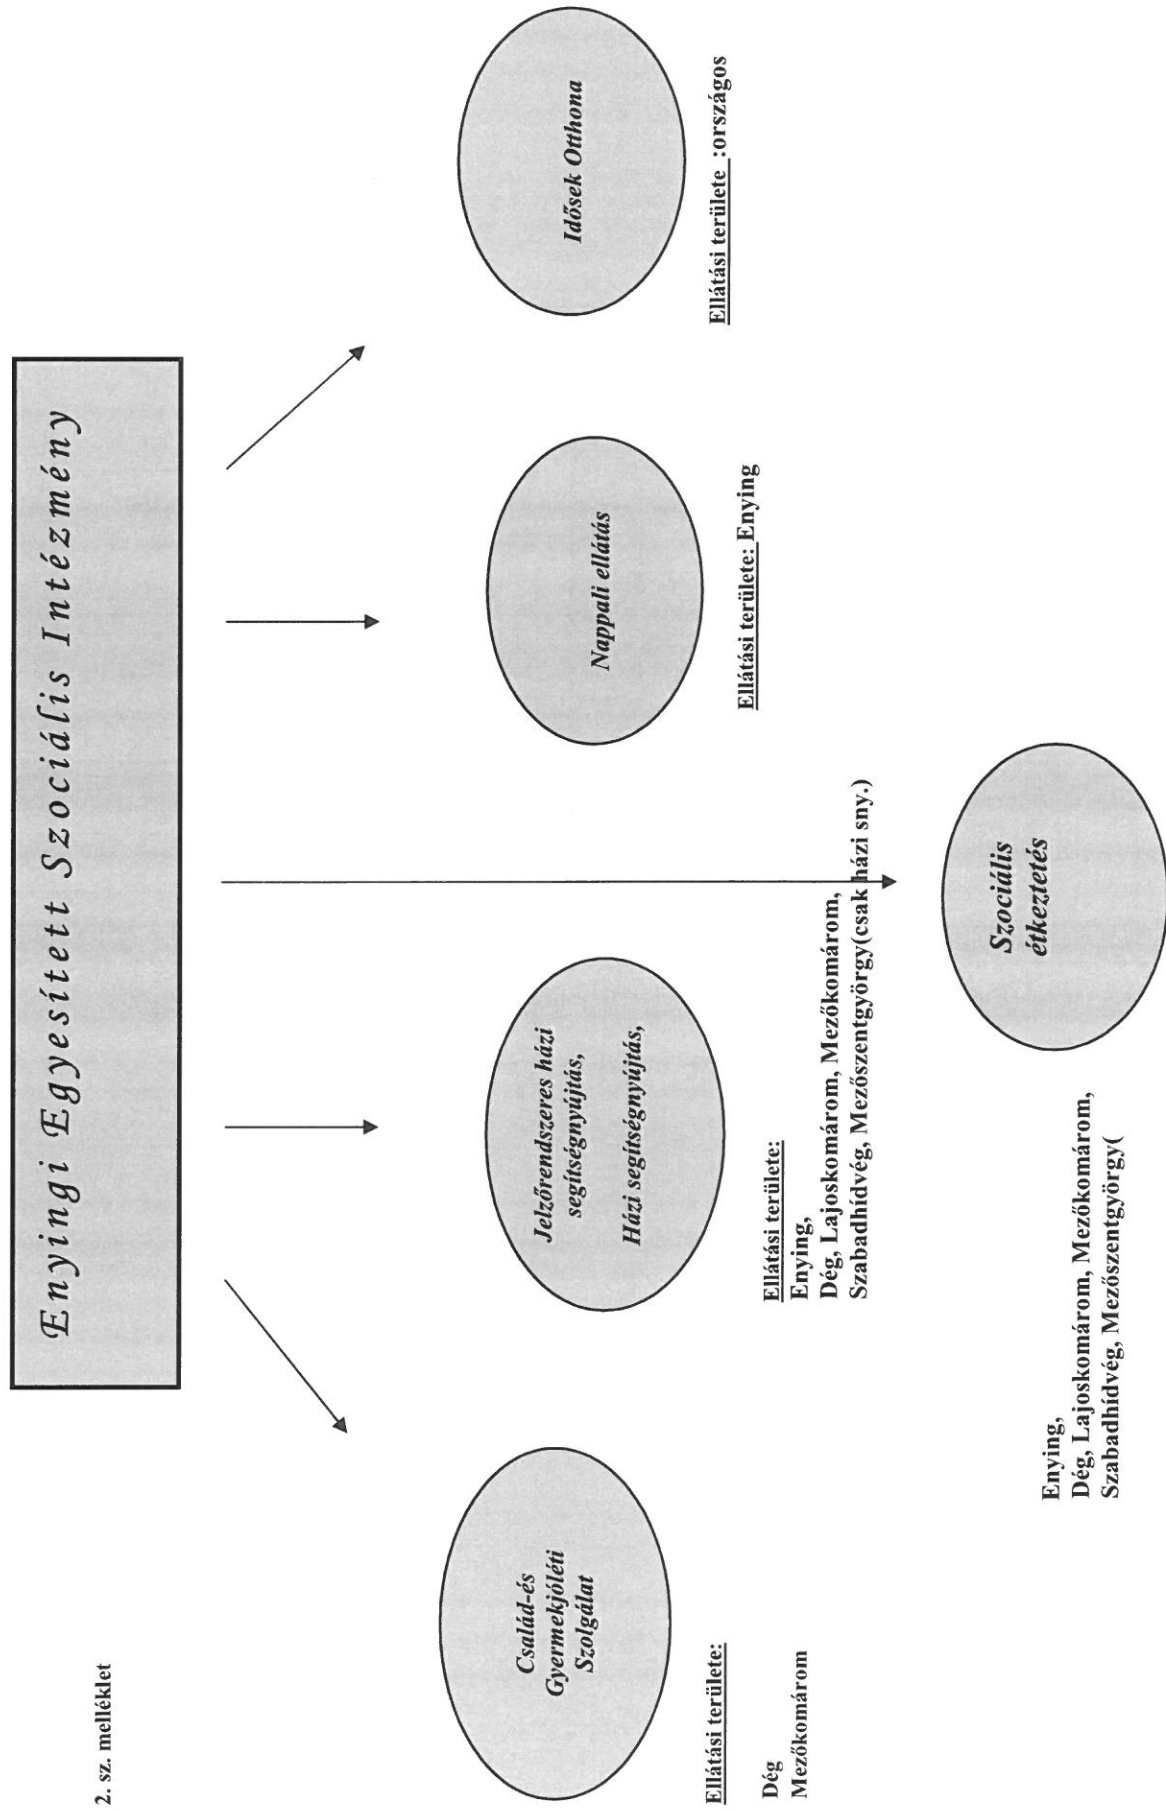 2. sz. melléklet
Enyingi Egyesített Szociális Intézmény
Család-és
Gyermekjóléti
Szolgálat
Ellátási területe:
Dég
Mezőkomárom
Jelzőrendszeres házi
segítségnyújtás,
Házi segítségnyújtás,
Ellátási területe:
Enying,
Dég, Lajoskomárom, Mezőkomárom,
Szabadhídvég, Mezőszentgyörgy(csak házi sny.)
Nappali ellátás
Ellátási területe: Enying
Idősek Otthona
Ellátási területe :országos
Szociális
étkeztetés
Enying,
Dég, Lajoskomárom, Mezőkomárom,
Szabadhídvég, Mezőszentgyörgy(